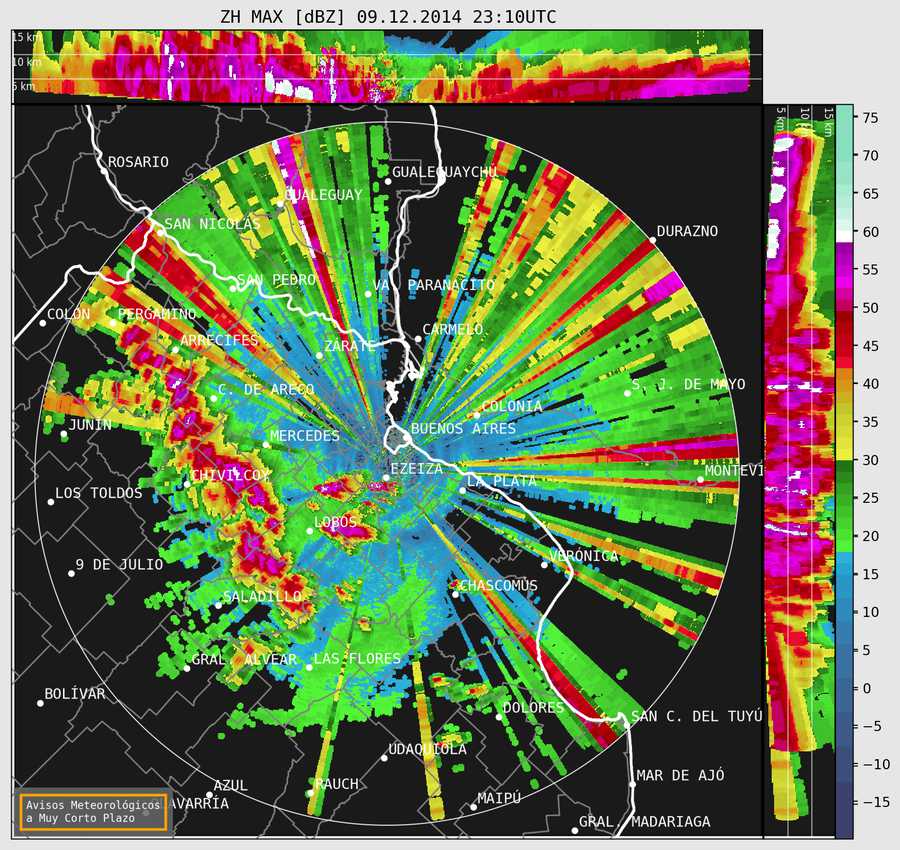 ZH MAX [dBZ] 09.12.2014 23:10UTC
15 km
10 km
5 km
5 km
10 km
15 km
75
70
65
60
55
50
45
40
35
30
25
20
15
10
5
0
−5
−10
−15
ROSARIO
GUALEGUAYCHÚ
GUALEGUAY
SAN NICOLÁS
DURAZNO
SAN PEDRO
VA. PARANACITO
COLÓN
PERGAMINO
CARMELO
ARRECIFES
ZÁRATE
C. DE ARECO
S. J. DE MAYO
COLONIA
JUNÍN
MERCEDES
BUENOS AIRES
CHIVILCOY
EZEIZA
MONTEVI
LA PLATA
LOS TOLDOS
LOBOS
9 DE JULIO
VERÓNICA
SALADILLO
CHASCOMÚS
GRAL. ALVEAR
LAS FLORES
BOLÍVAR
DOLORES
SAN C. DEL TUYÚ
UDAQUIOLA
MAR DE AJÓ
AZUL
RAUCH
MAIPÚ
AVARRÍA
GRAL. MADARIAGA
Avisos Meteorológicos
a Muy Corto Plazo